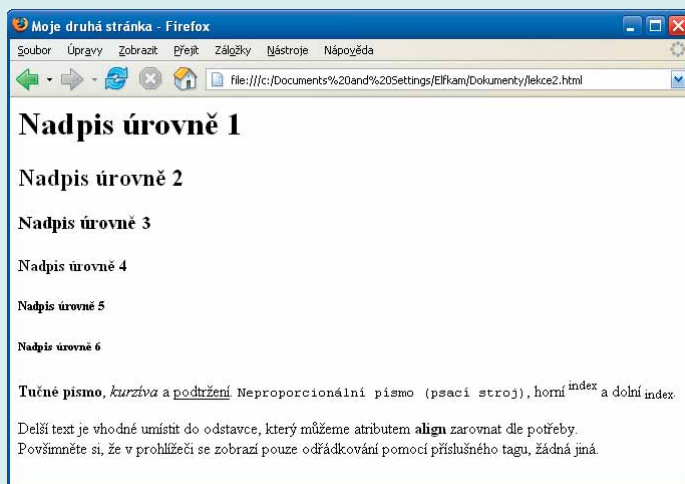 Moje druhá stránka - Firefox
Soubor Úpravy Zobrazit Přejít Záložky Nástroje Nápověda
file:///c:/Documents%20and%20Settings/Elfkam/Dokumenty/lekce2.html
Nadpis úrovně 1
Nadpis úrovně 2
Nadpis úrovně 3
Nadpis úrovně 4
Nadpis úrovně 5
Nadpis úrovně 6
Tučné písmo, kurzíva a podtržení. Neproporcionální písmo (psací stroj), horní index a dolní index.
Delší text je vhodné umístit do odstavce, který můžeme atributem align zarovnat dle potřeby.
Povšimněte si, že v prohlížeči se zobrazí pouze odřádkování pomocí příslušného tagu, žádná jiná.